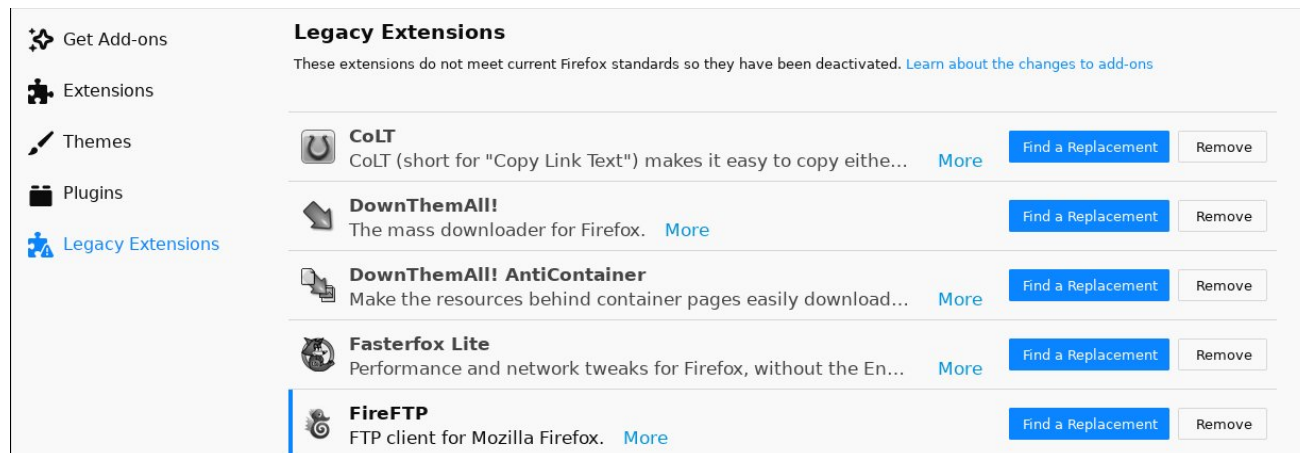 Get Add-ons
Extensions
Themes
Plugins
Legacy Extensions
Legacy Extensions
These extensions do not meet current Firefox standards so they have been deactivated. Learn about the changes to add-ons
CoLT
CoLT (short for "Copy Link Text") makes it easy to copy eithe... More
Find a Replacement Remove
DownThemAll!
The mass downloader for Firefox. More
Find a Replacement Remove
DownThemAll! AntiContainer
Make the resources behind container pages easily download... More
Find a Replacement Remove
Fasterfox Lite
Performance and network tweaks for Firefox, without the En... More
Find a Replacement Remove
FireFTP
FTP client for Mozilla Firefox. More
Find a Replacement Remove